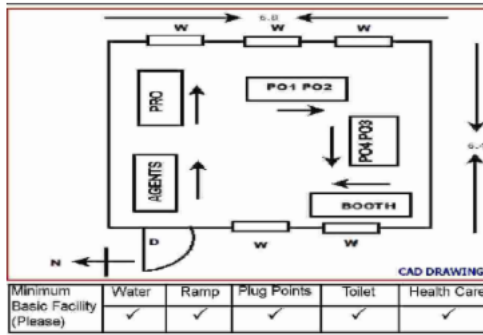 6.0
W W W
PRO
PO1 PO2
PO4 PO3
AGENTS
BOOTH
D
W W
N
CAD DRAWING
Minimum Basic Facility (Please) Water Ramp Plug Points Toilet Health Care
✓ ✓ ✓ ✓ ✓